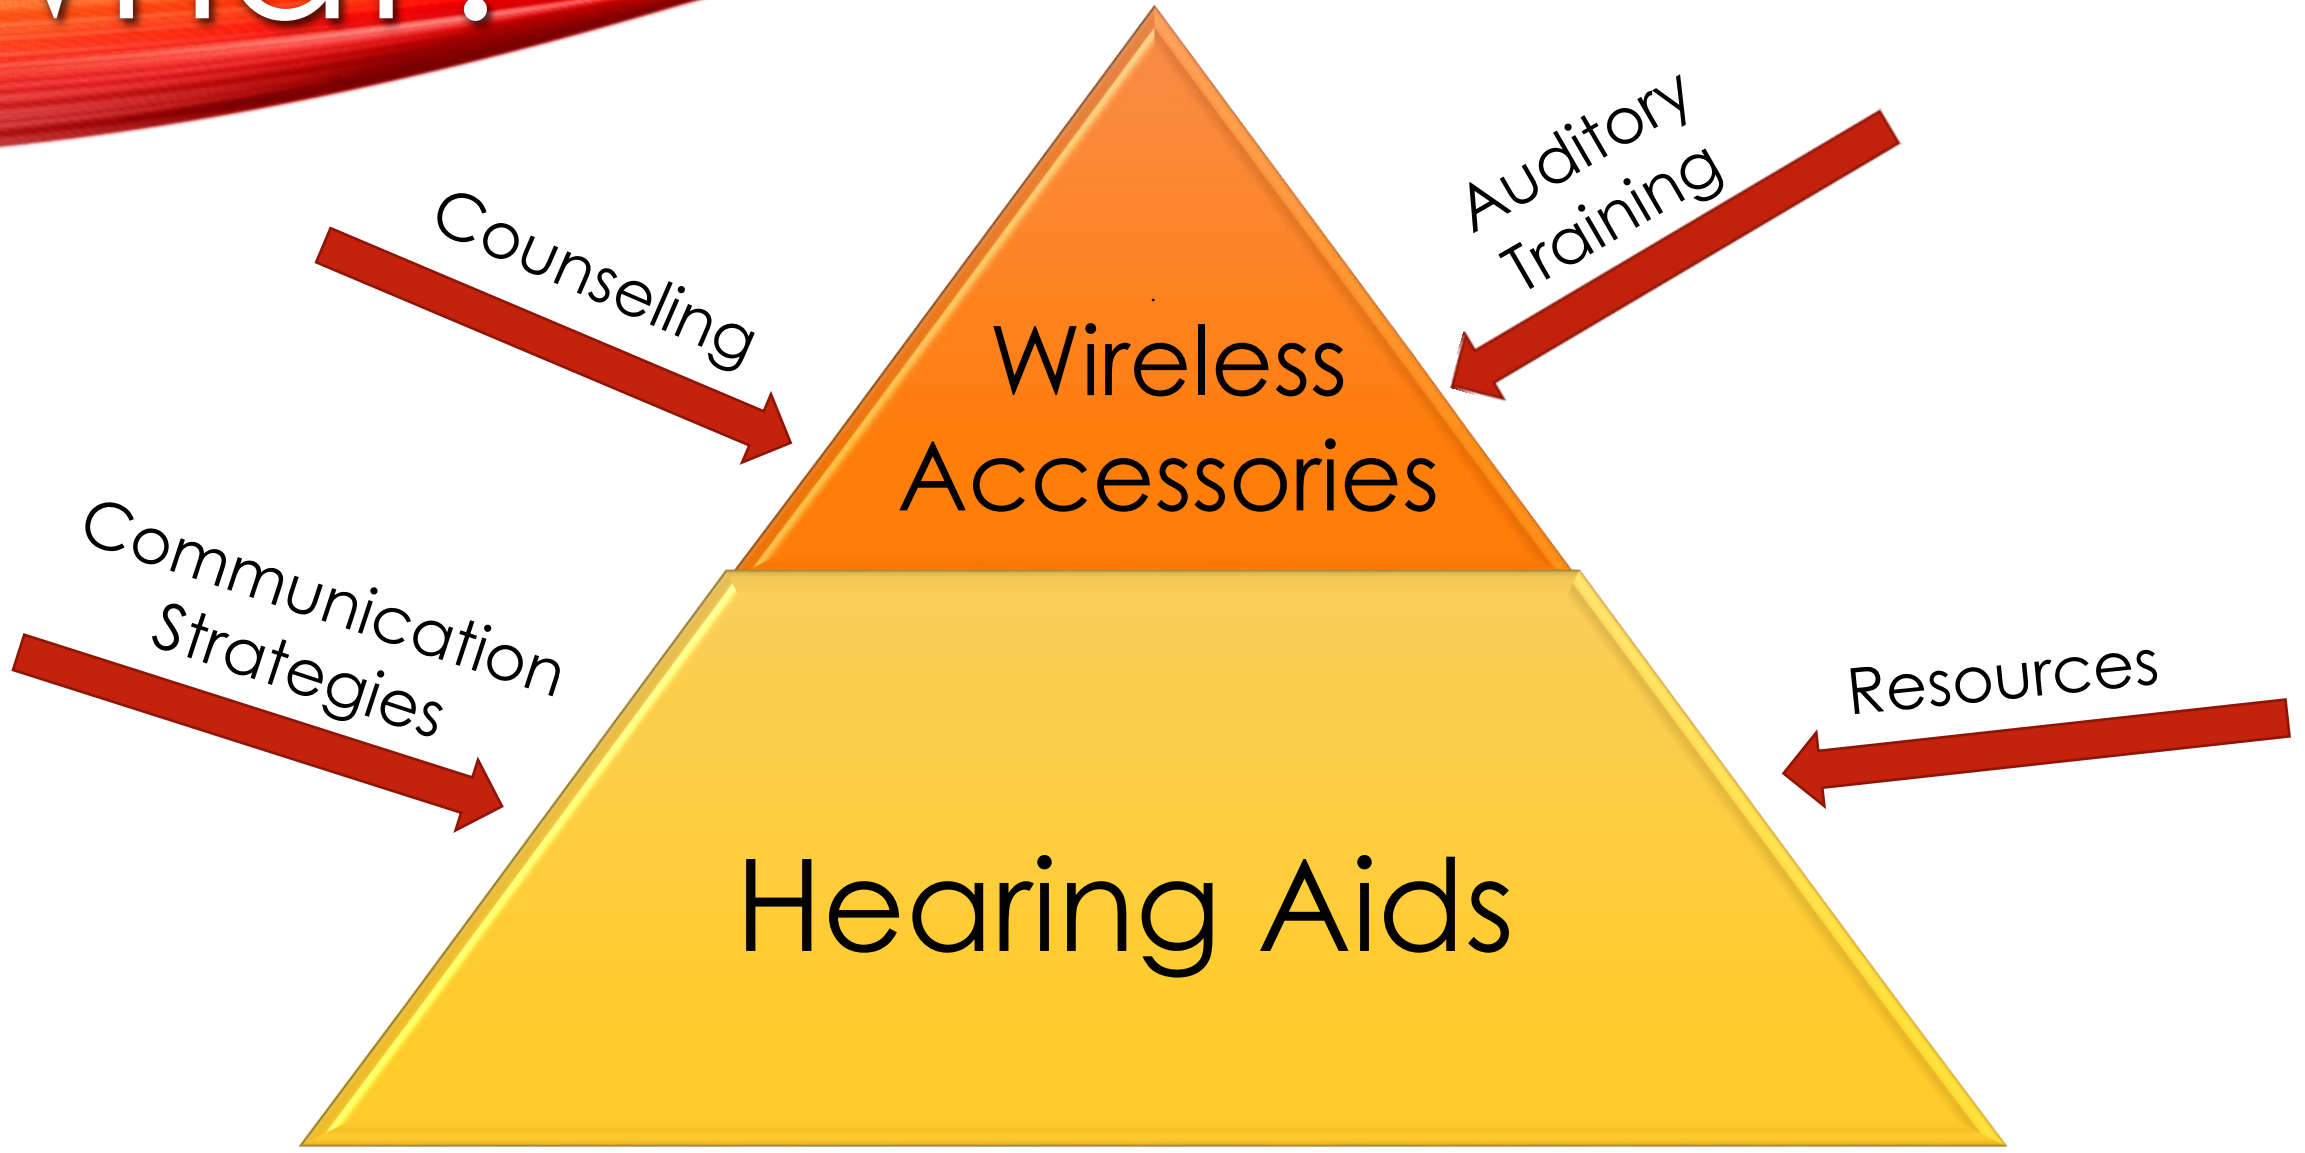 Counseling
Auditory
Training
.
Wireless
Accessories
Communication
Strategies
Resources
Hearing Aids